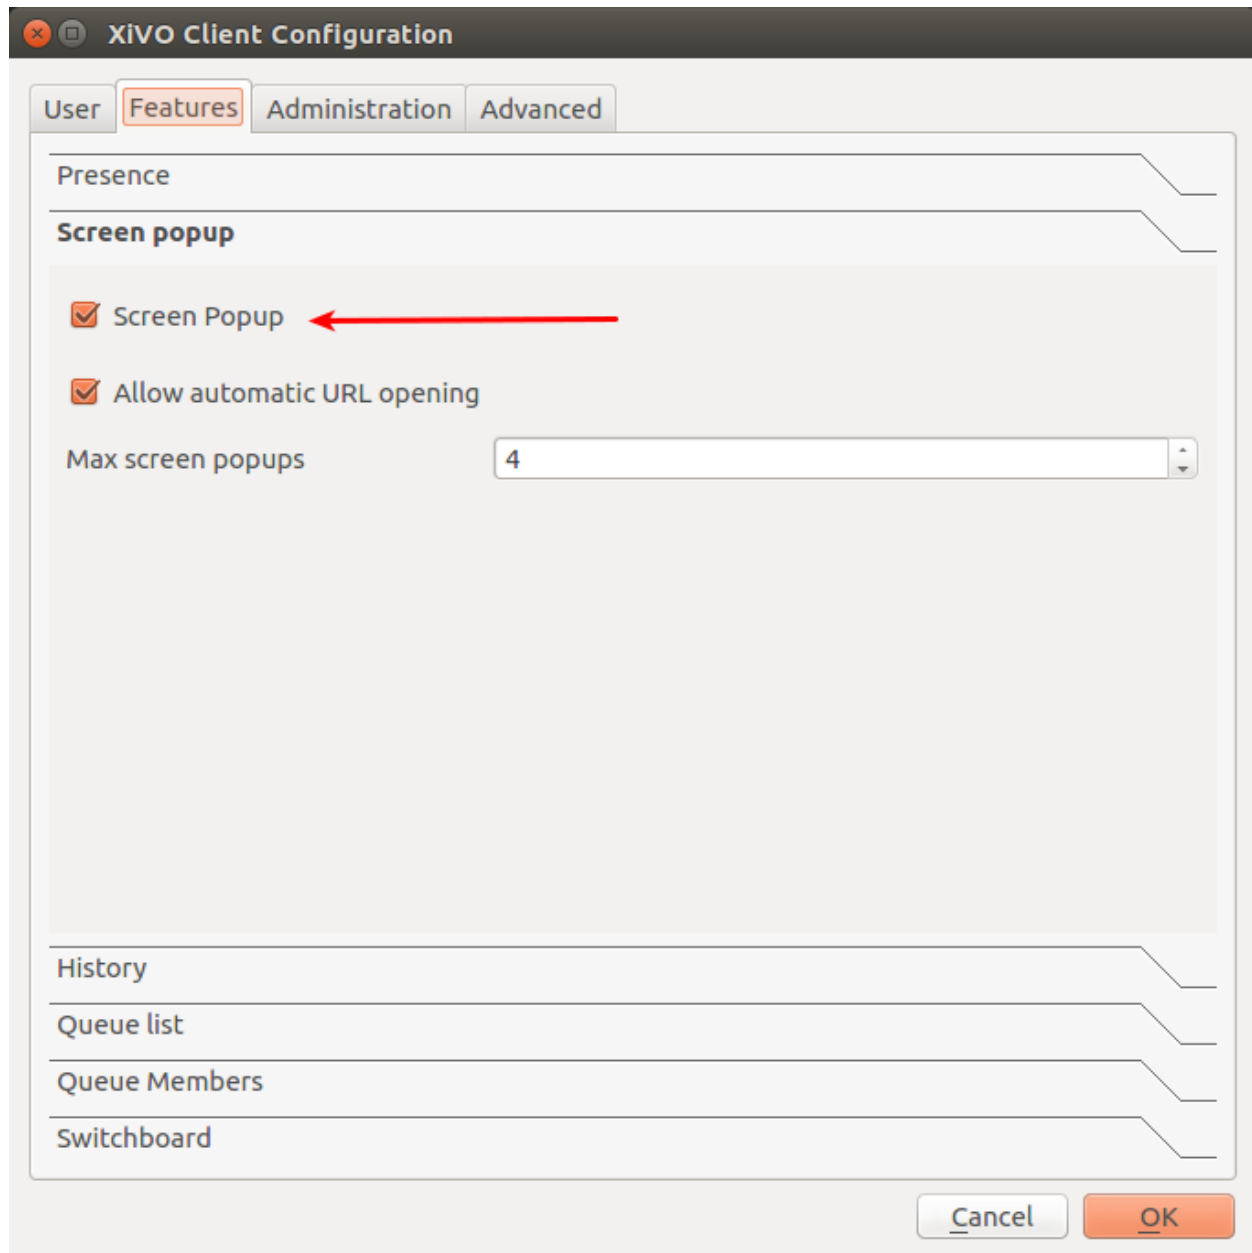 XiVO Client Configuration
User Features Administration Advanced
Presence
Screen popup
Screen Popup
Allow automatic URL opening
Max screen popups 4
History
Queue list
Queue Members
Switchboard
Cancel OK